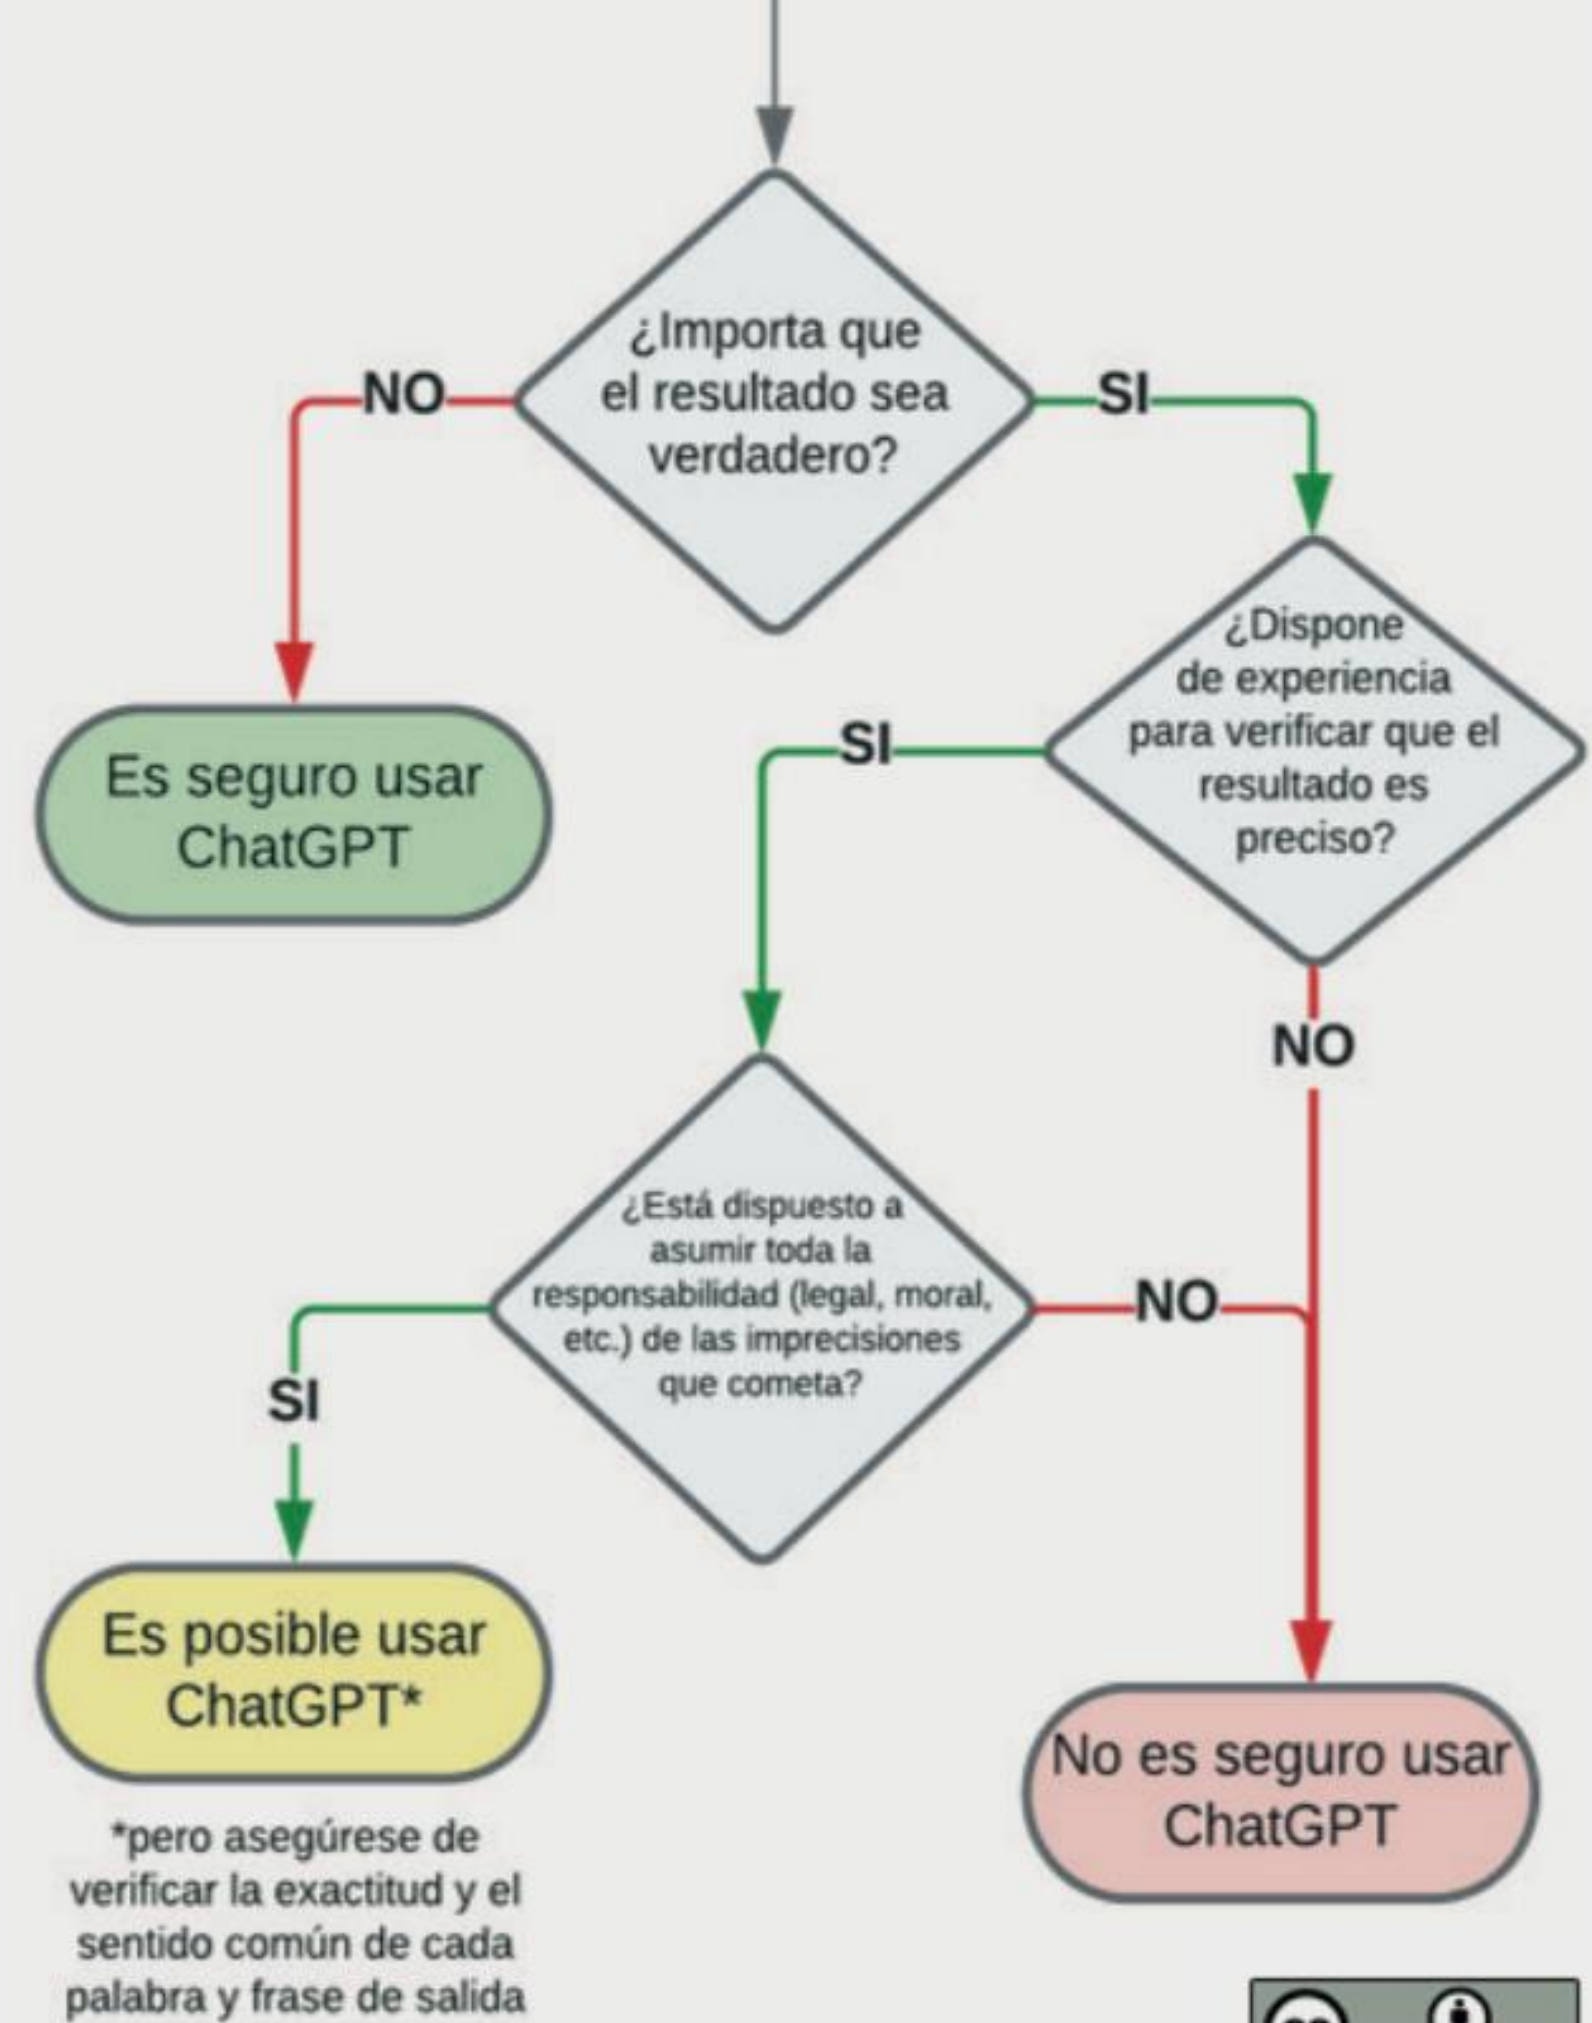 ¿Importa que
el resultado sea
verdadero?
NO
SI
¿Dispone
de experiencia
para verificar que el
resultado es
preciso?
SI
NO
Es seguro usar
ChatGPT
¿Está dispuesto a
asumir toda la
responsabilidad (legal, moral,
etc.) de las imprecisiones
que cometa?
NO
SI
Es posible usar
ChatGPT*
*pero asegúrese de
verificar la exactitud y el
sentido común de cada
palabra y frase de salida
No es seguro usar
ChatGPT